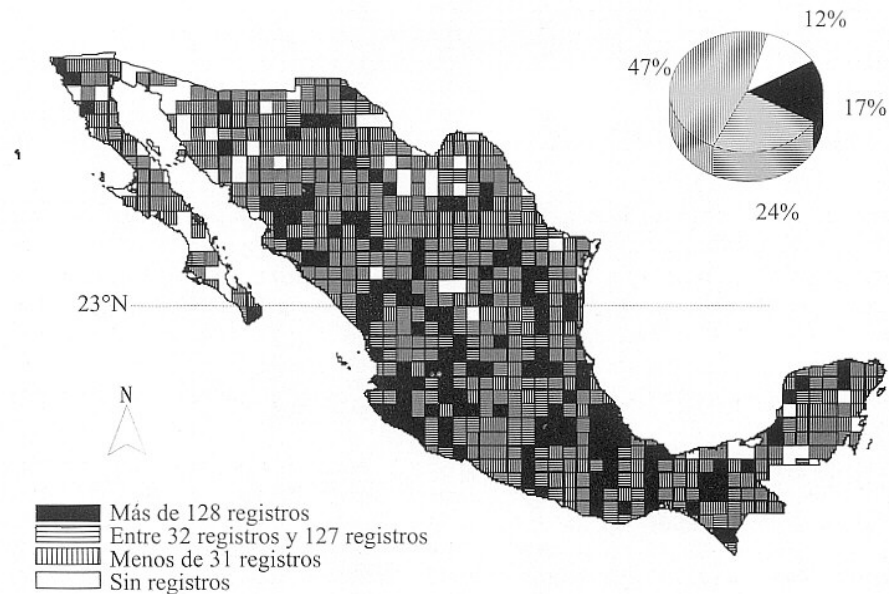 12%
47%
17%
24%
23°N
N
Más de 128 registros
Entre 32 registros y 127 registros
Menos de 31 registros
Sin registros